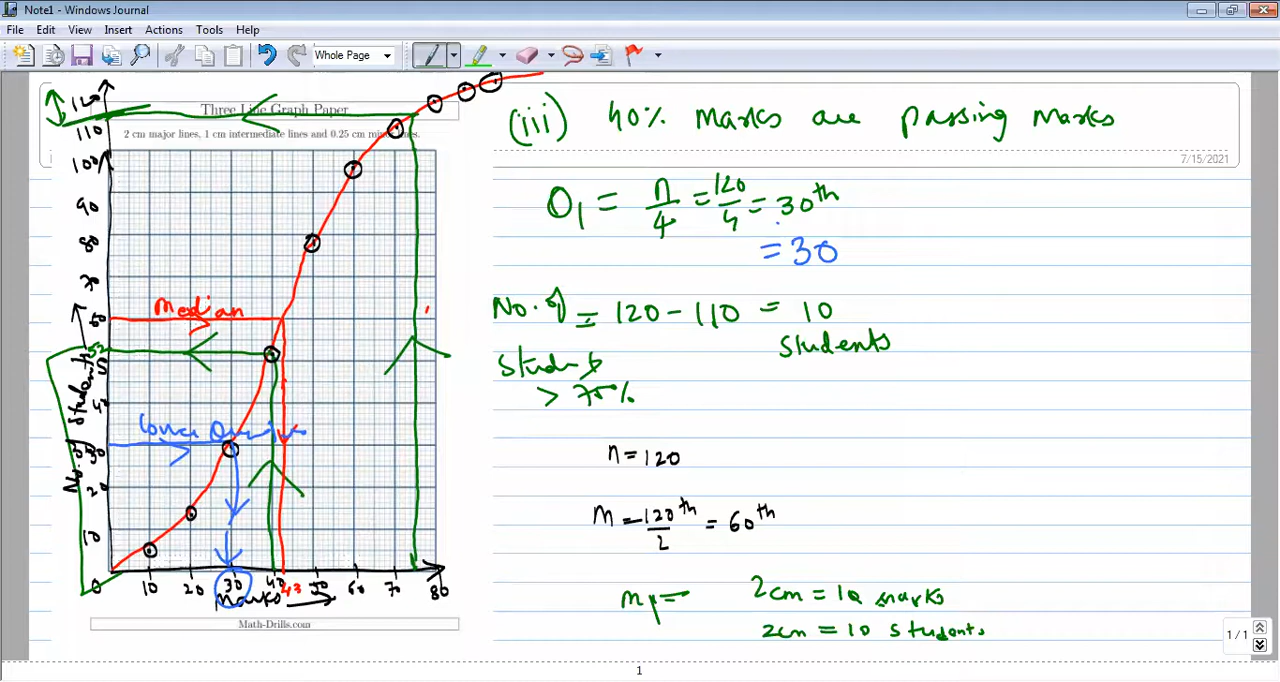 Note1 - Windows Journal
File Edit View Insert Actions Tools Help
Whole Page
Three Line Graph Paper
2 cm major lines, 1 cm intermediate lines and 0.25 cm minor lines.
(iii) 40% marks are passing marks
7/15/2021
Q1 = n/4 = 120/4 = 30th
= 30
No. of = 120 - 110 = 10
students
Students
> 75%
n = 120
M = 120th/2 = 60th
2cm = 10 marks
2cm = 10 students
120
110
100
90
80
70
Median
60
52
50
40
Lower
30
20
10
0
No. of Students
10 20 30 40 43 50 60 70 80
Marks
Math-Drills.com
1/1
1